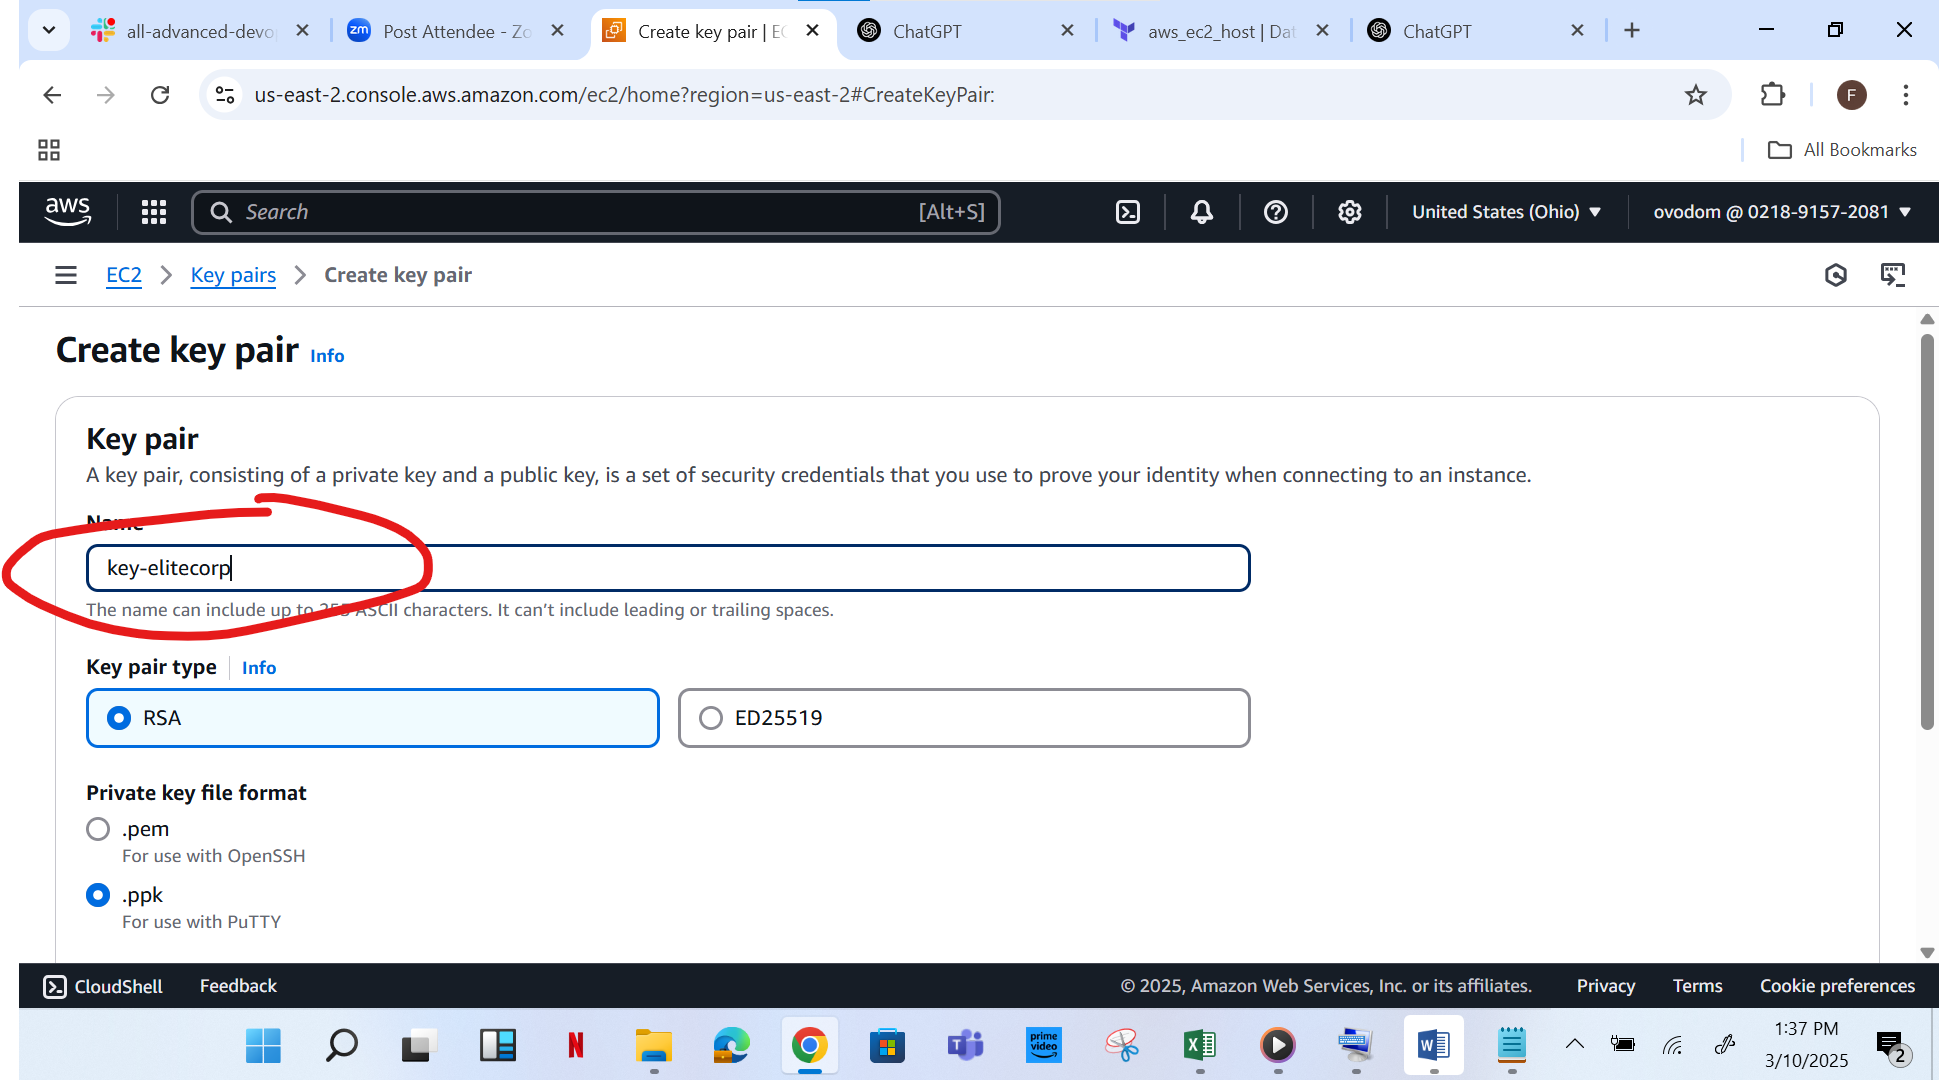 all-advanced-devo
zm Post Attendee - Zo
Create key pair | EC
ChatGPT
aws_ec2_host | Dat
ChatGPT
us-east-2.console.aws.amazon.com/ec2/home?region=us-east-2#CreateKeyPair:
F
All Bookmarks
aws Search [Alt+S] United States (Ohio) ovodom @ 0218-9157-2081
EC2 Key pairs Create key pair
Create key pair Info
Key pair
A key pair, consisting of a private key and a public key, is a set of security credentials that you use to prove your identity when connecting to an instance.
Name
key-elitecorp
The name can include up to 255 ASCII characters. It can't include leading or trailing spaces.
Key pair type Info
RSA ED25519
Private key file format
.pem
For use with OpenSSH
.ppk
For use with PuTTY
CloudShell Feedback © 2025, Amazon Web Services, Inc. or its affiliates. Privacy Terms Cookie preferences
N
T
prime video
X
W
1:37 PM
3/10/2025
2